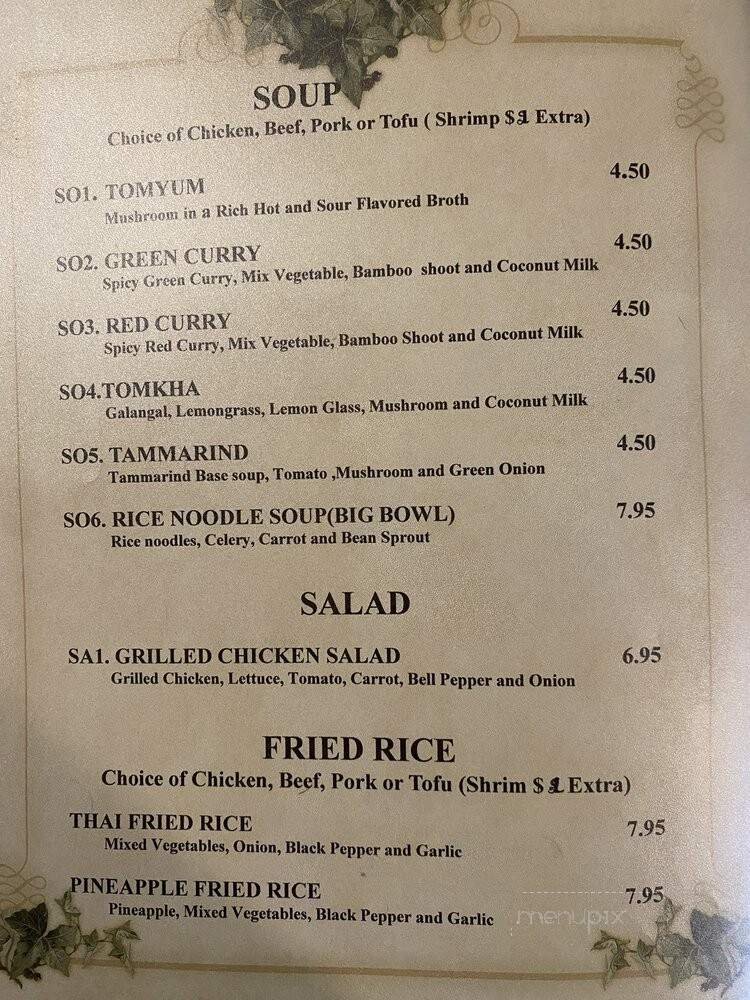 SOUP
Choice of Chicken, Beef, Pork or Tofu ( Shrimp $1 Extra)
SO1. TOMYUM 4.50
Mushroom in a Rich Hot and Sour Flavored Broth
SO2. GREEN CURRY 4.50
Spicy Green Curry, Mix Vegetable, Bamboo shoot and Coconut Milk
SO3. RED CURRY 4.50
Spicy Red Curry, Mix Vegetable, Bamboo Shoot and Coconut Milk
SO4.TOMKHA 4.50
Galangal, Lemongrass, Lemon Glass, Mushroom and Coconut Milk
SO5. TAMMARIND 4.50
Tammarind Base soup, Tomato ,Mushroom and Green Onion
SO6. RICE NOODLE SOUP(BIG BOWL) 7.95
Rice noodles, Celery, Carrot and Bean Sprout
SALAD
SA1. GRILLED CHICKEN SALAD 6.95
Grilled Chicken, Lettuce, Tomato, Carrot, Bell Pepper and Onion
FRIED RICE
Choice of Chicken, Beef, Pork or Tofu (Shrim $1 Extra)
THAI FRIED RICE 7.95
Mixed Vegetables, Onion, Black Pepper and Garlic
PINEAPPLE FRIED RICE 7.95
Pineapple, Mixed Vegetables, Black Pepper and Garlic
menupix